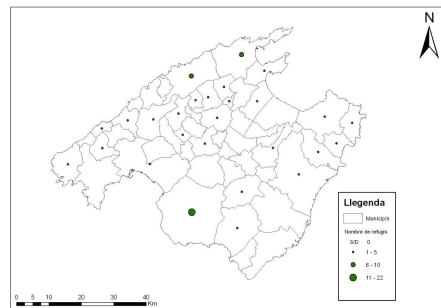 N
Llegenda
Municipis
Nombre de refugis
S/D 0
1 - 5
6 - 10
11 - 22
0 5 10 20 30 40
Km